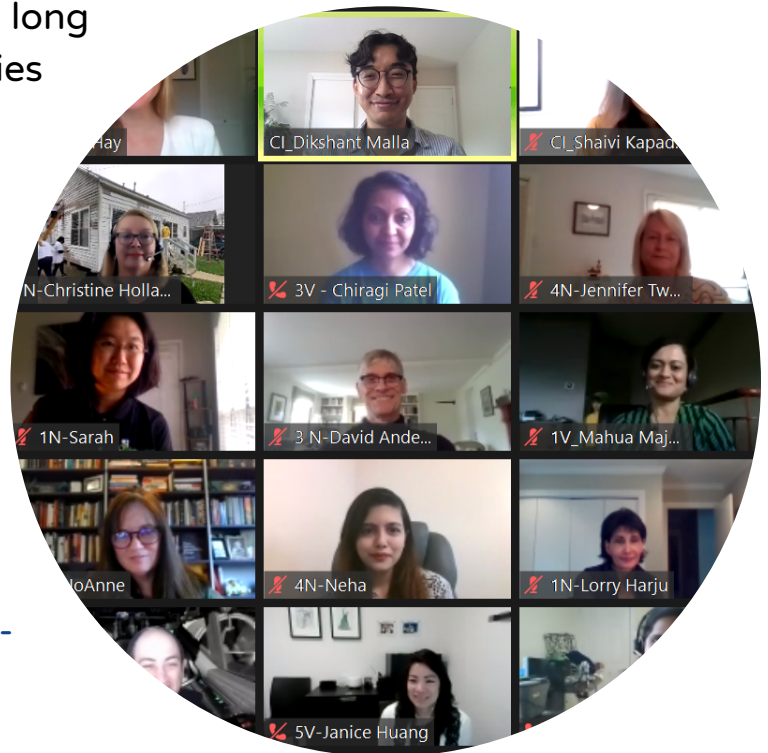 long
ies
Hay
CI_Dikshant Malla
CI_Shaivi Kapad.
N-Christine Holla...
3V - Chiragi Patel
4N-Jennifer Tw...
1N-Sarah
3 N-David Ande...
1V_Mahua Maj...
JoAnne
4N-Neha
1N-Lorry Harju
-
5V-Janice Huang